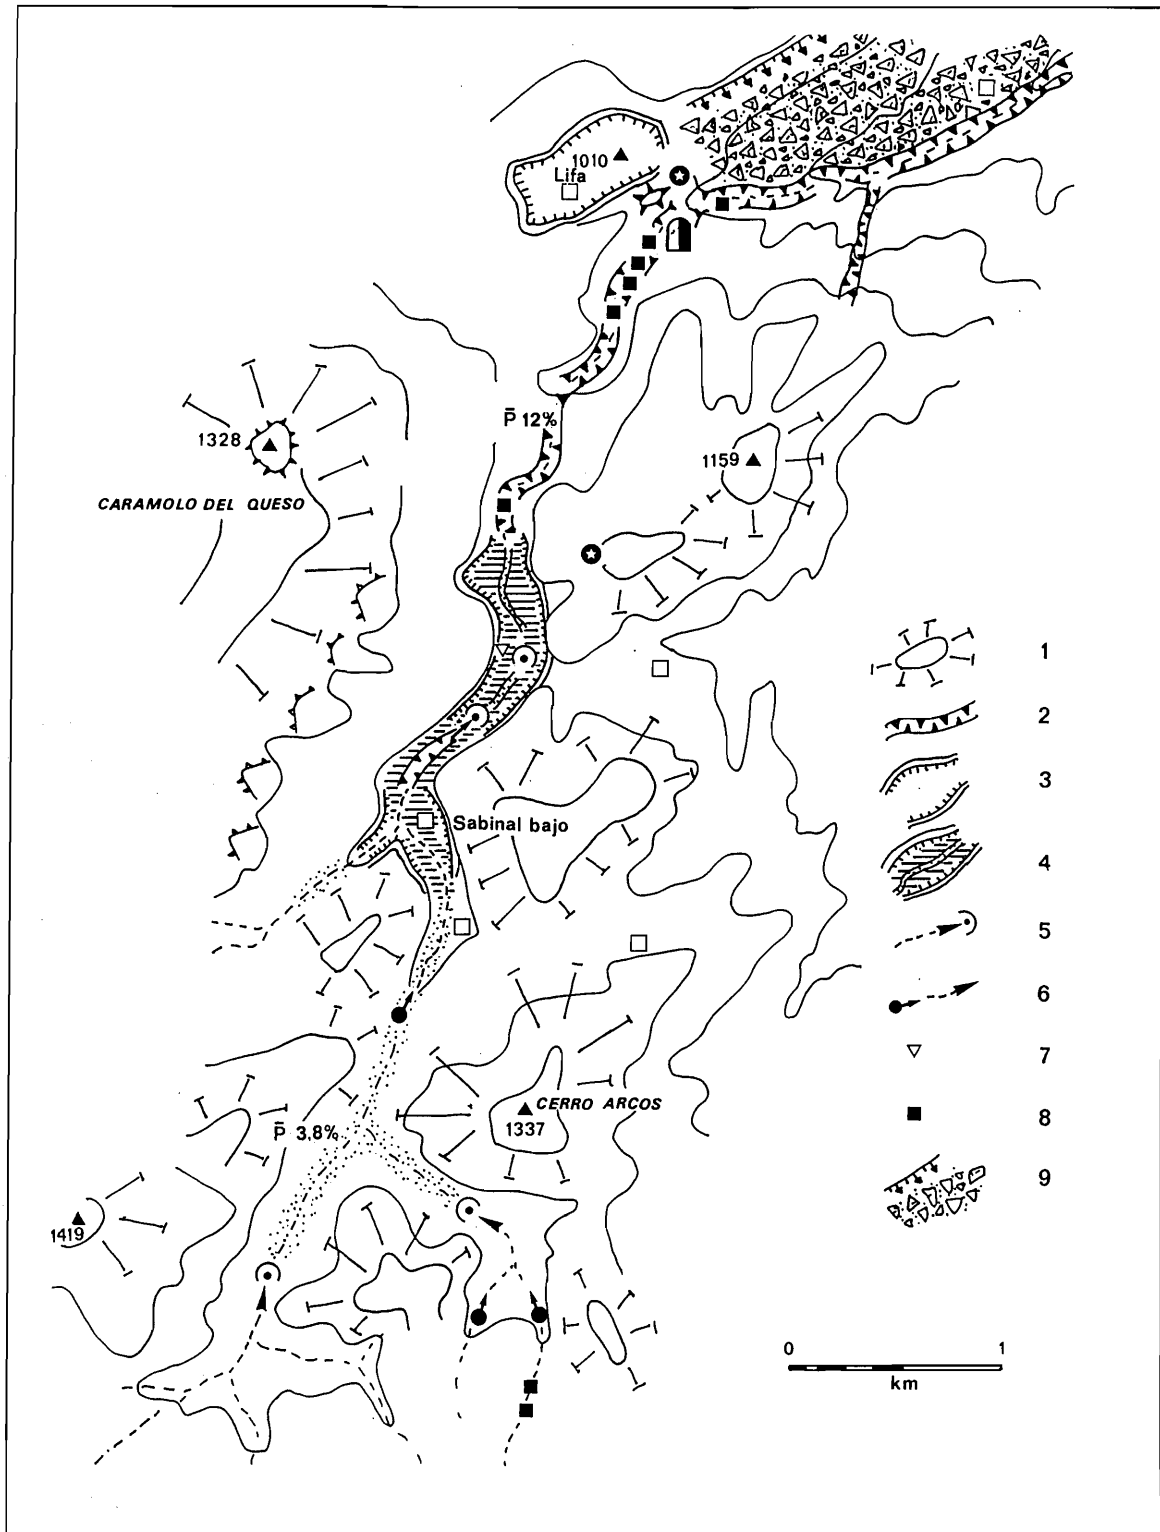 1010
Lifa
P̄ 12%
1328
1159
CARAMOLO DEL QUESO
1
2
3
Sabinal bajo
4
5
6
7
CERRO ARCOS
8
1337
P̄ 3,8%
9
1419
0 1
km